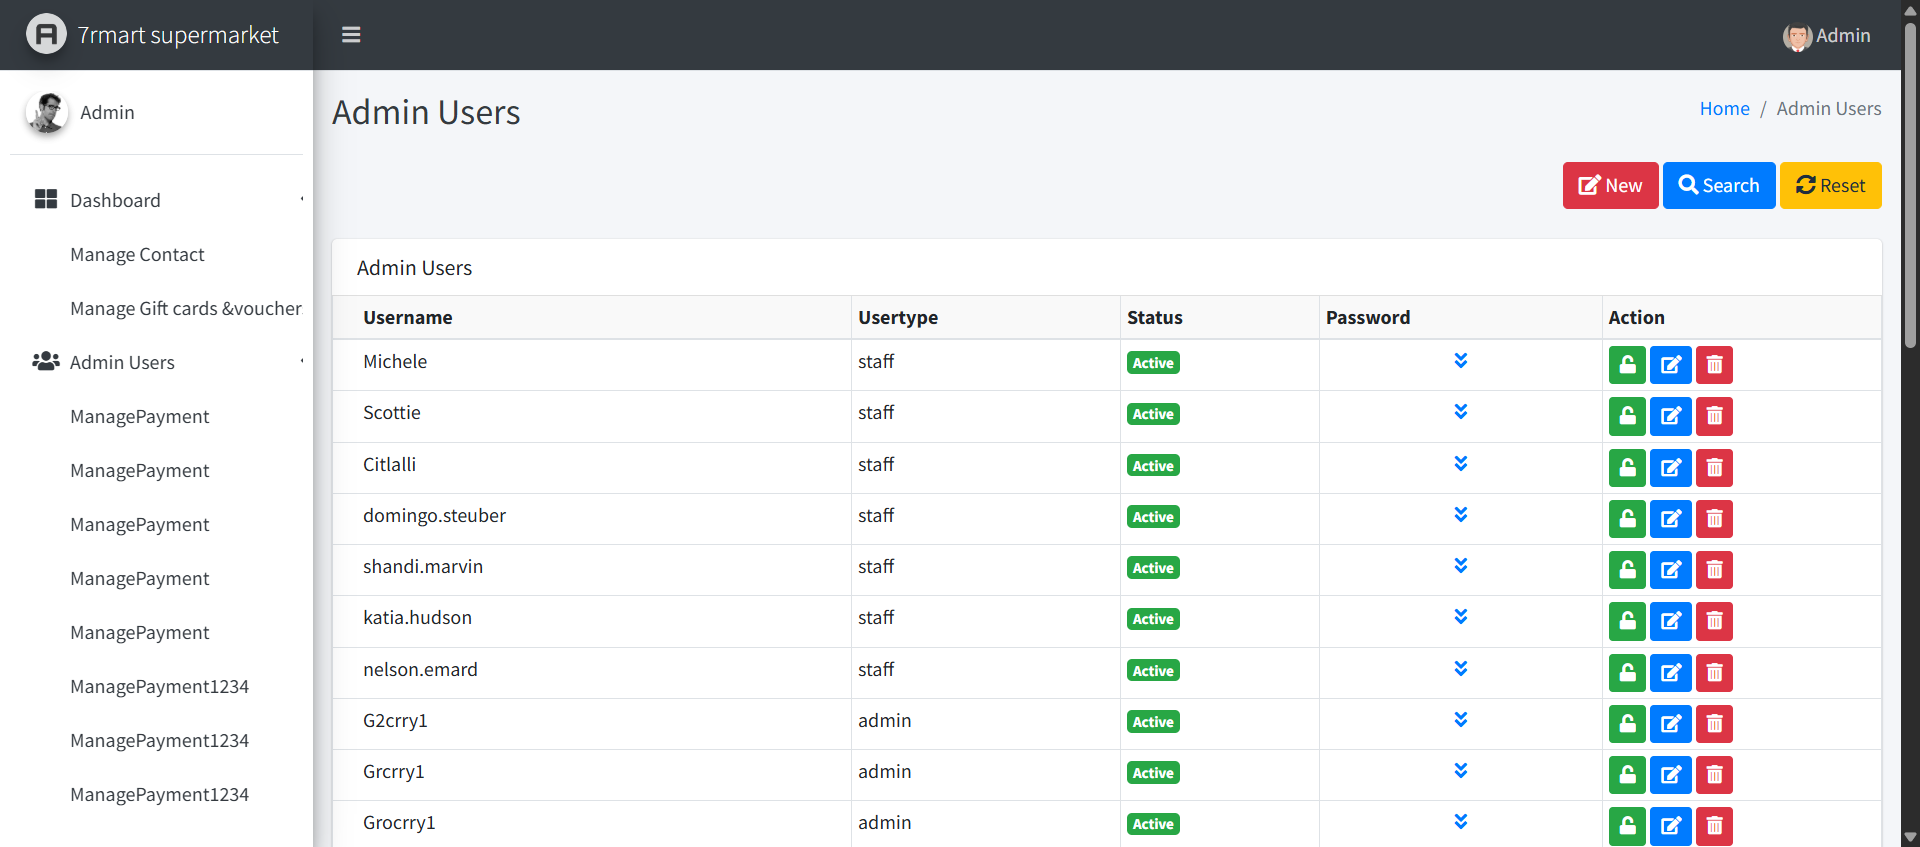 7rmart supermarket
Admin
Admin
Admin Users
Home / Admin Users
New Search Reset
Dashboard
Manage Contact
Manage Gift cards &voucher
Admin Users
ManagePayment
ManagePayment
ManagePayment
ManagePayment
ManagePayment
ManagePayment1234
ManagePayment1234
ManagePayment1234
Admin Users
Username Usertype Status Password Action
Michele staff Active
Scottie staff Active
Citlalli staff Active
domingo.steuber staff Active
shandi.marvin staff Active
katia.hudson staff Active
nelson.emard staff Active
G2crry1 admin Active
Grcrry1 admin Active
Grocrry1 admin Active